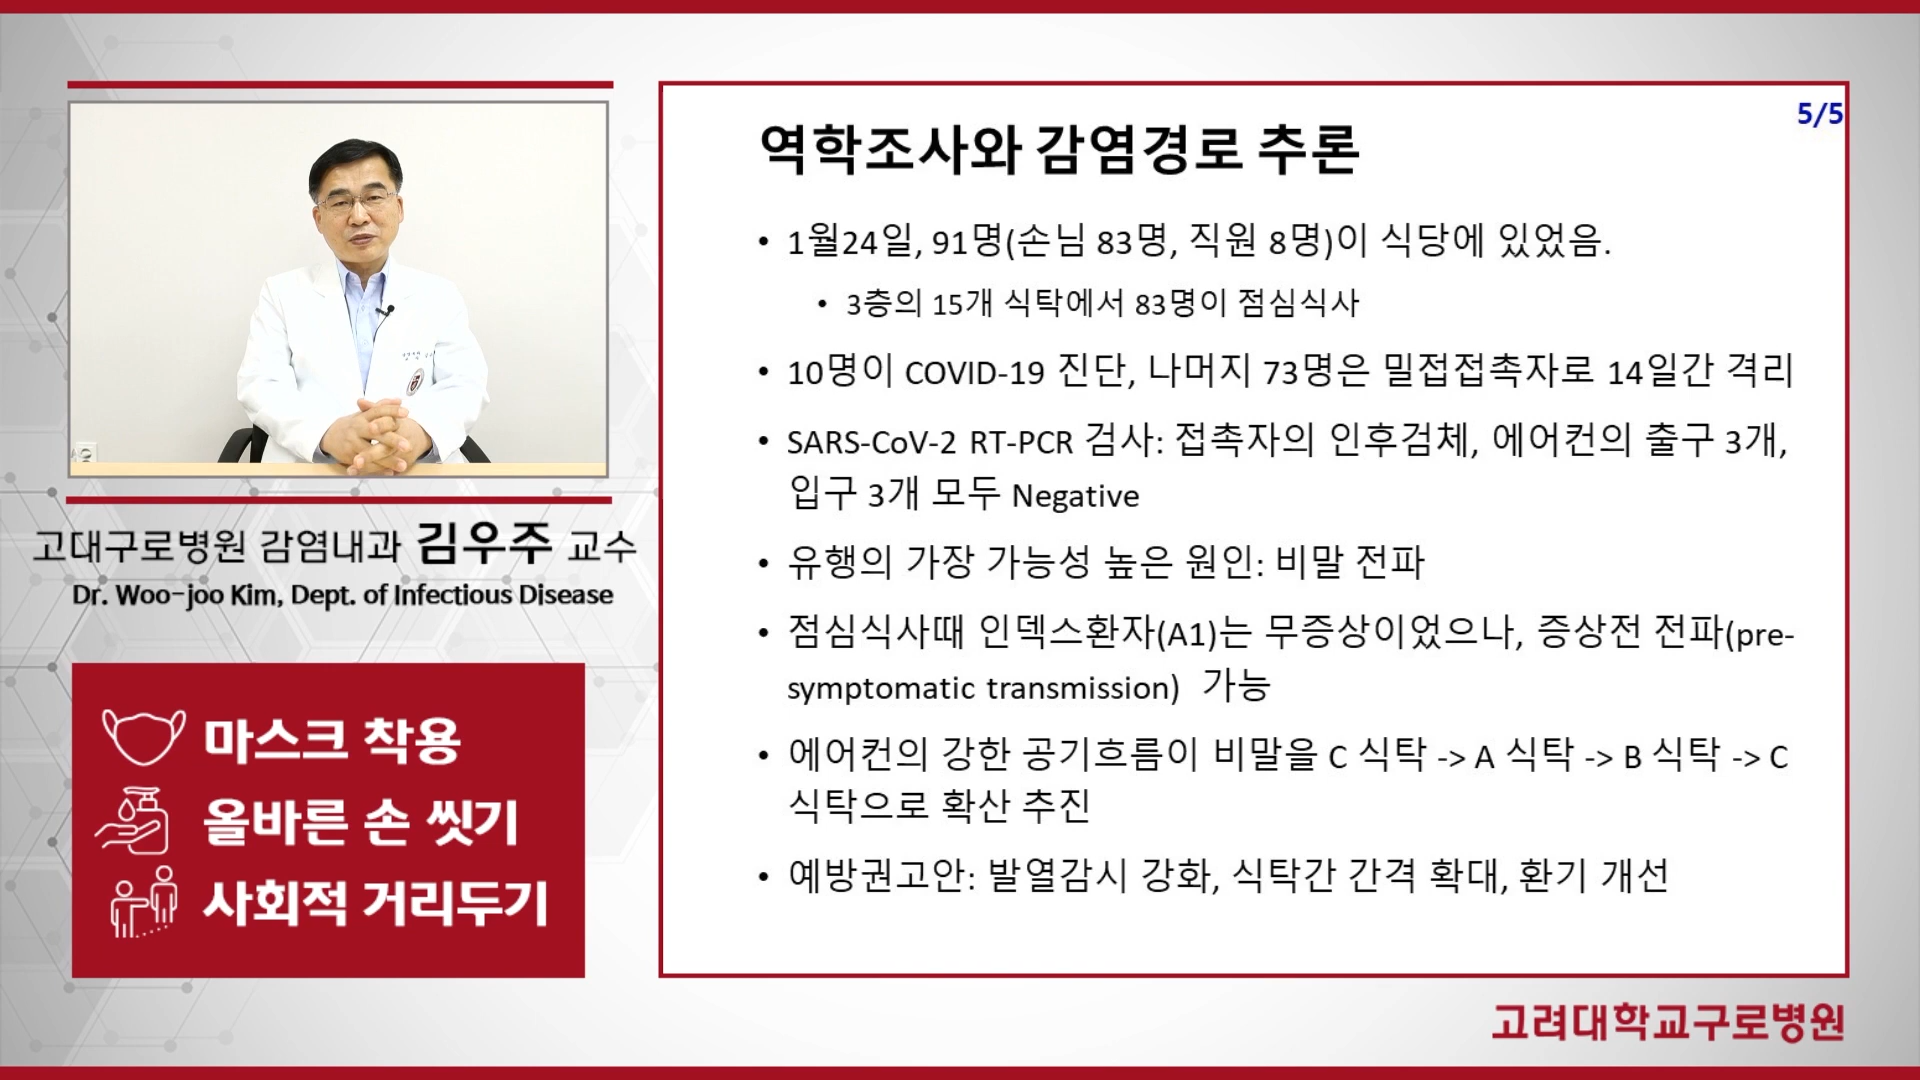 5/5
역학조사와 감염경로 추론
• 1월24일, 91명(손님 83명, 직원 8명)이 식당에 있었음.
• 3층의 15개 식탁에서 83명이 점심식사
• 10명이 COVID-19 진단, 나머지 73명은 밀접접촉자로 14일간 격리
• SARS-CoV-2 RT-PCR 검사: 접촉자의 인후검체, 에어컨의 출구 3개,
입구 3개 모두 Negative
• 유행의 가장 가능성 높은 원인: 비말 전파
• 점심식사때 인덱스환자(A1)는 무증상이었으나, 증상전 전파(pre-
symptomatic transmission) 가능
• 에어컨의 강한 공기흐름이 비말을 C 식탁 -> A 식탁 -> B 식탁 -> C
식탁으로 확산 추진
• 예방권고안: 발열감시 강화, 식탁간 간격 확대, 환기 개선
고대구로병원 감염내과 김우주 교수
Dr. Woo-joo Kim, Dept. of Infectious Disease
마스크 착용
올바른 손 씻기
사회적 거리두기
고려대학교구로병원